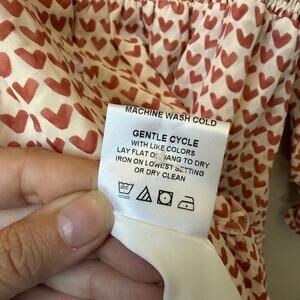 MACHINE WASH COLD
GENTLE CYCLE
WITH LIKE COLORS
LAY FLAT OR HANG TO DRY
IRON ON LOWEST SETTING
OR DRY CLEAN